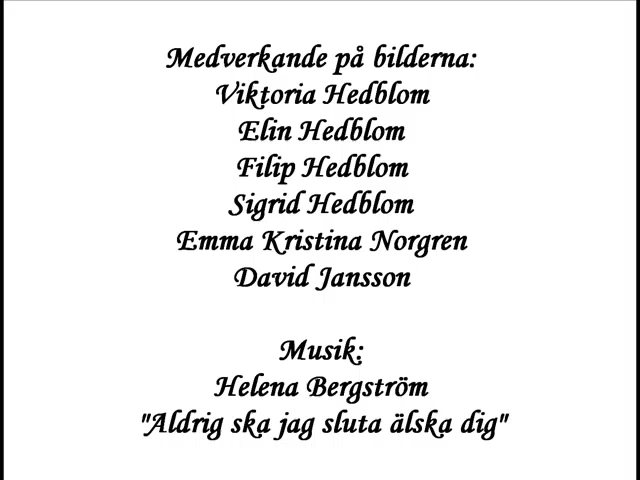 Medverkande på bilderna:
Viktoria Hedblom
Elin Hedblom
Filip Hedblom
Sigrid Hedblom
Emma Kristina Norgren
David Jansson
Musik:
Helena Bergström
"Aldrig ska jag sluta älska dig"